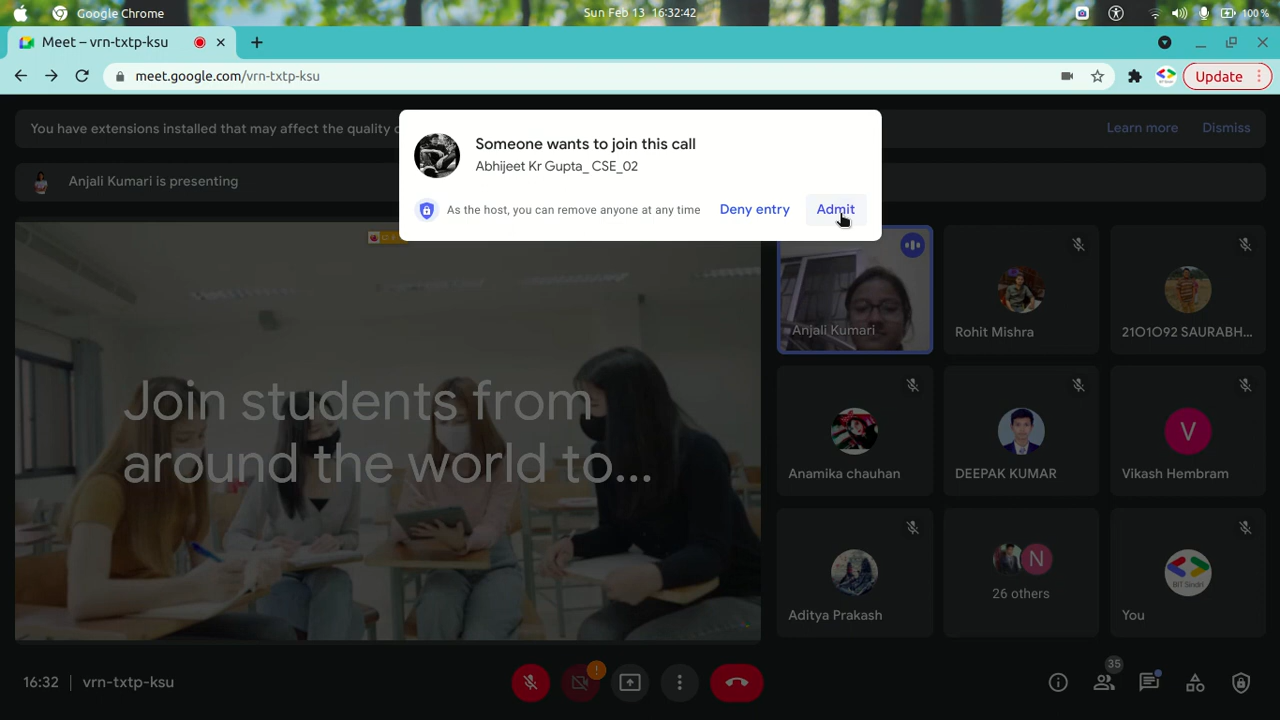 Google Chrome
Sun Feb 13 16:32:42
100 %
Meet – vrn-txtp-ksu
meet.google.com/vrn-txtp-ksu
Update
You have extensions installed that may affect the quality
Learn more
Dismiss
Anjali Kumari is presenting
Someone wants to join this call
Abhijeet Kr Gupta_ CSE_02
As the host, you can remove anyone at any time
Deny entry
Admit
Join students from
around the world to...
Anjali Kumari
Rohit Mishra
21O1O92 SAURABH...
Anamika chauhan
DEEPAK KUMAR
V
Vikash Hembram
Aditya Prakash
N
26 others
BIT Sindri
You
16:32 | vrn-txtp-ksu
35